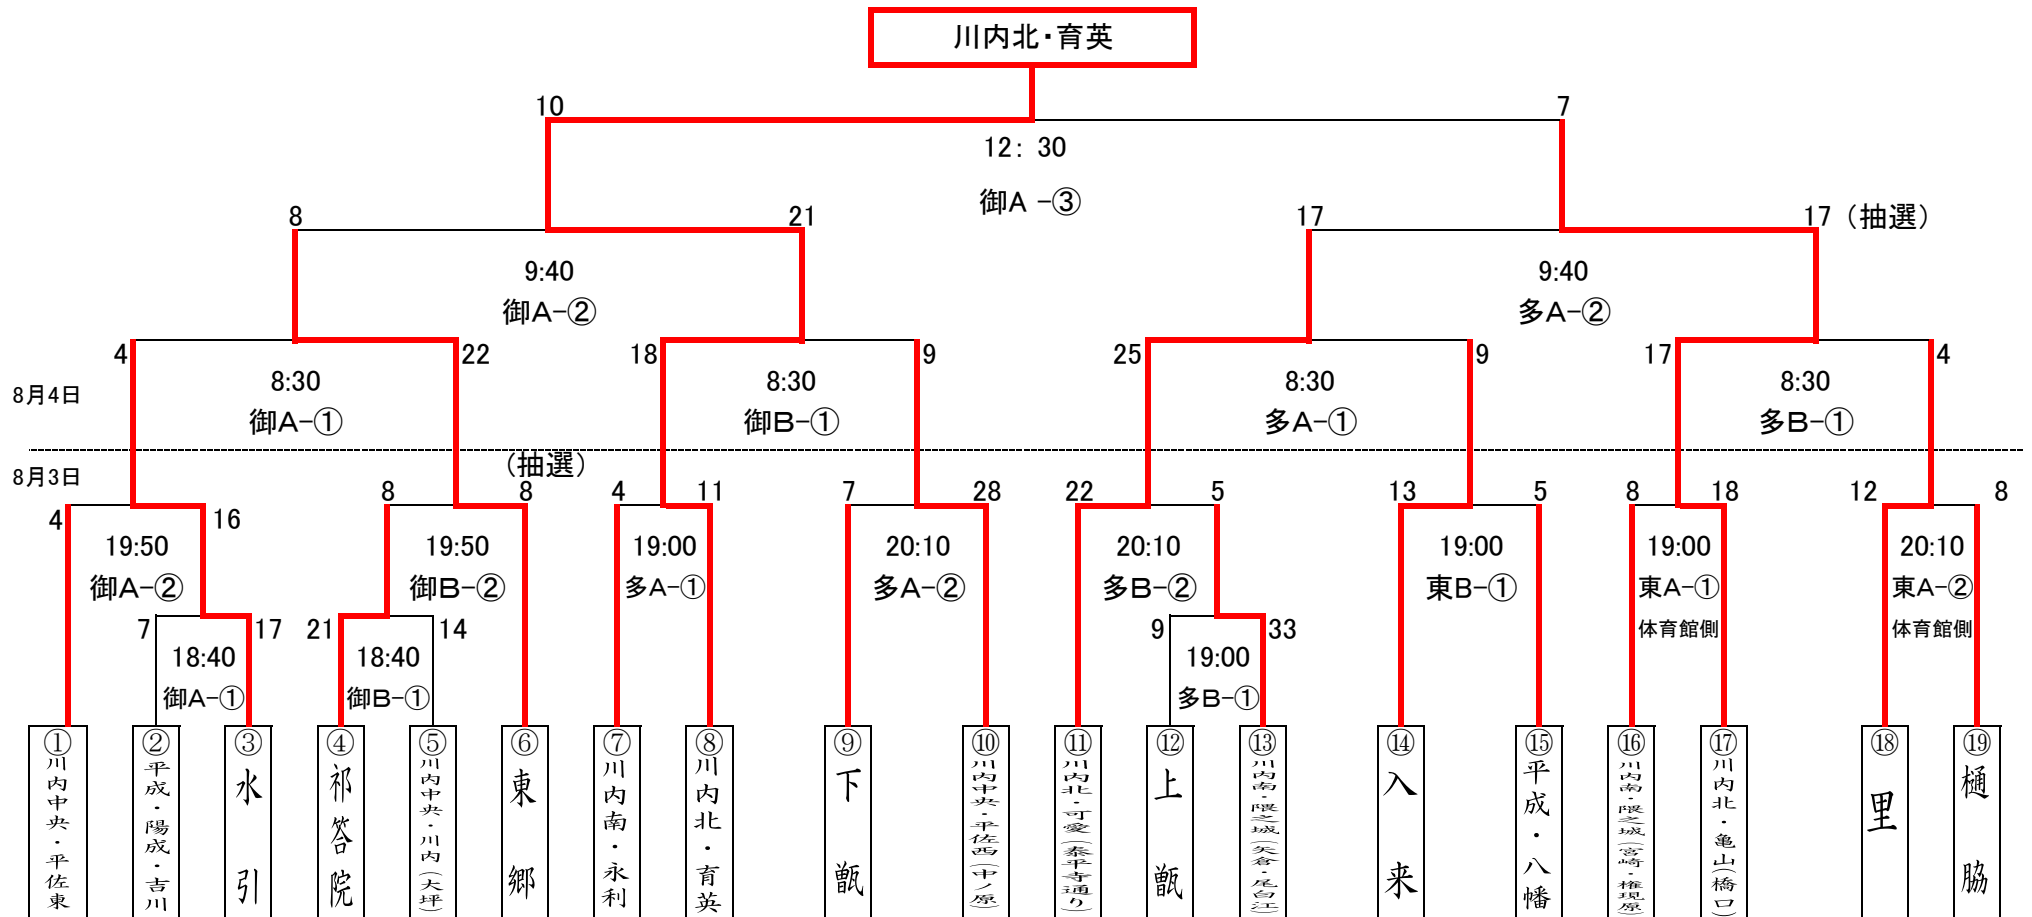 川内北・育英
10
7
12：30
御A－③
8
21
17
17（抽選）
9:40
御A-②
9:40
多A-②
4
22
18
9
25
9
17
4
8月4日
8:30
御A-①
8:30
御B-①
8:30
多A-①
8:30
多B-①
8月3日
（抽選）
4
16
8
8
4
11
7
28
22
5
13
5
8
18
12
8
19:50
御A-②
19:50
御B-②
19:00
多A-①
20:10
多A-②
20:10
多B-②
19:00
東B-①
19:00
東A-①
体育館側
20:10
東A-②
体育館側
7
17
21
14
9
33
18:40
御A-①
18:40
御B-①
19:00
多B-①
①川内中央・平佐東
②平成・陽成・吉川
③水引
④祁答院
⑤川内中央・川内（大坪）
⑥東郷
⑦川内南・永利
⑧川内北・育英
⑨下甑
⑩川内中央・平佐西（中ノ原）
⑪川内北・可愛（泰平寺通り）
⑫上甑
⑬川内南・隈之城（矢倉・尾白江）
⑭入来
⑮平成・八幡
⑯川内南・隈之城（宮崎・権現原）
⑰川内北・亀山（橋口）
⑱里
⑲樋脇